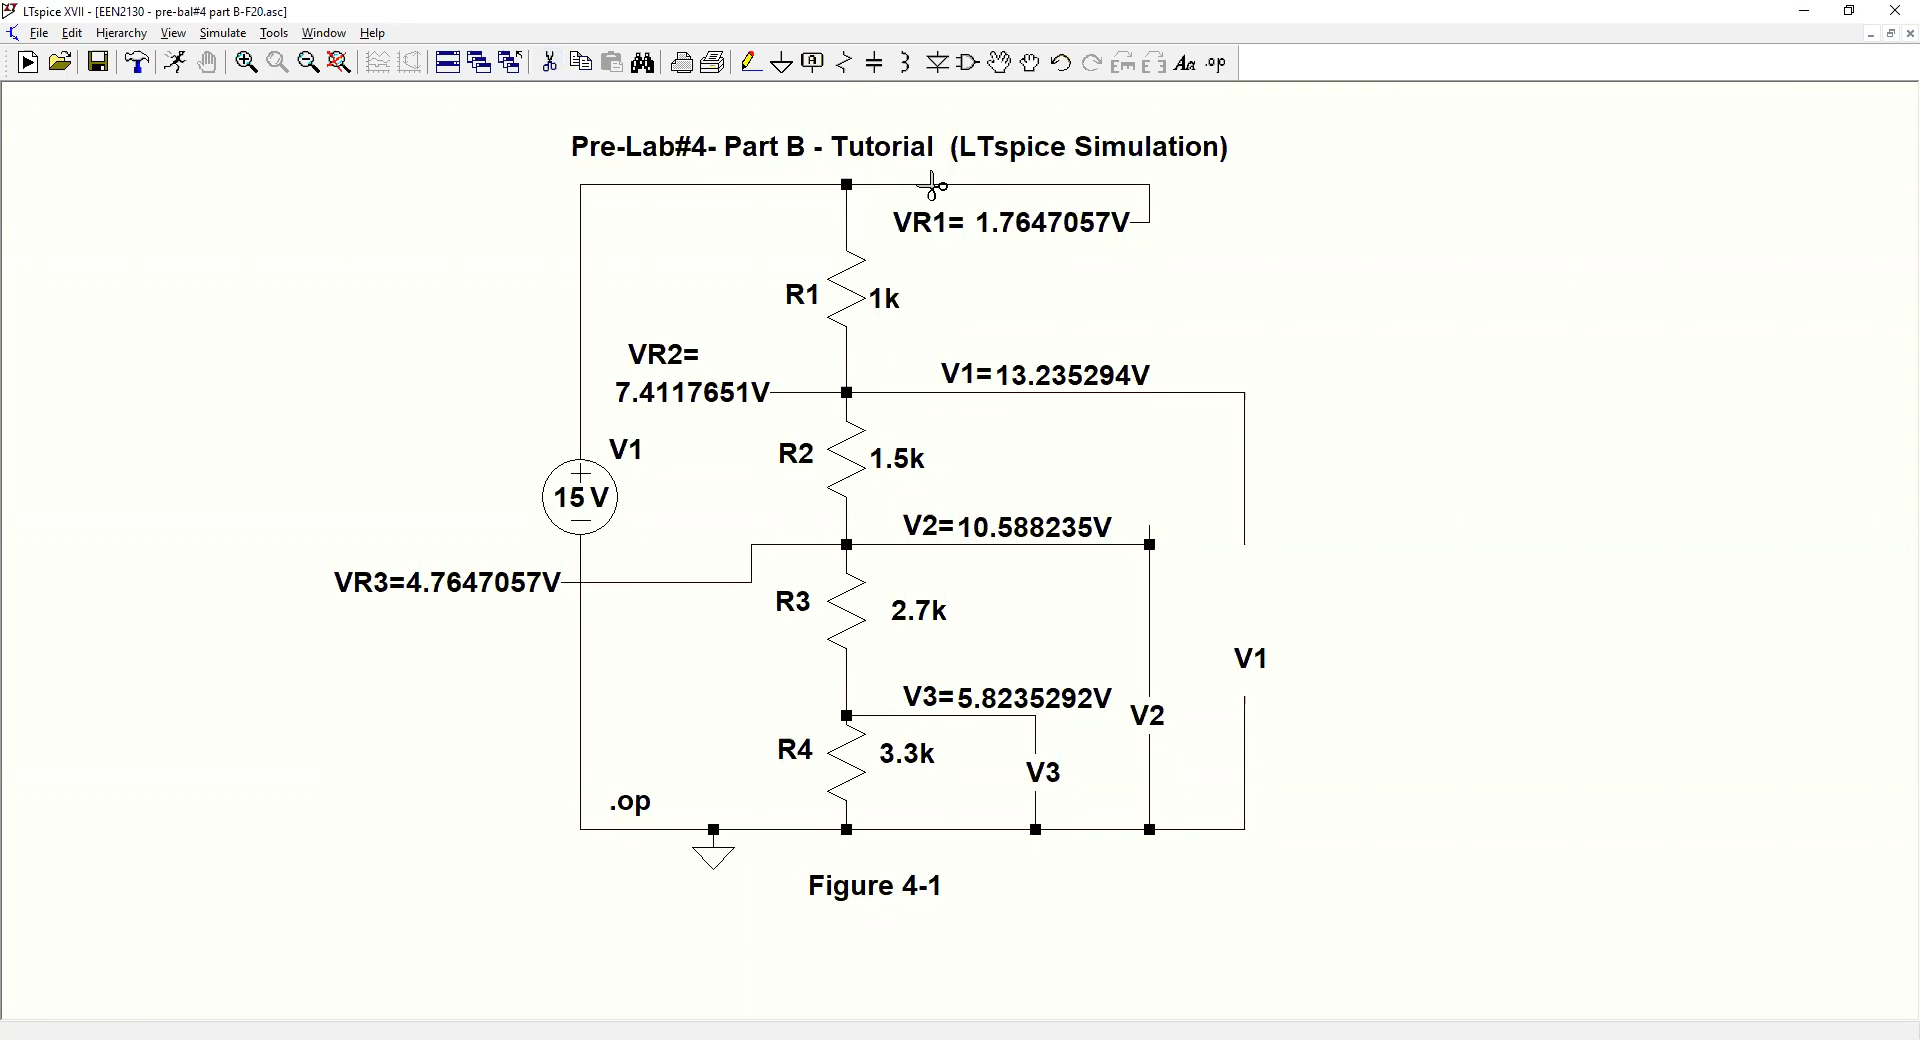 LTspice XVII - [EEN2130 - pre-bal#4 part B-F20.asc]
File Edit Hierarchy View Simulate Tools Window Help
A Aa .op
Pre-Lab#4- Part B - Tutorial (LTspice Simulation)
VR1= 1.7647057V
R1 1k
VR2=
7.4117651V
V1=13.235294V
V1
R2 1.5k
15 V
V2=10.588235V
VR3=4.7647057V
R3 2.7k
V1
V3=5.8235292V
V2
R4 3.3k
V3
.op
Figure 4-1